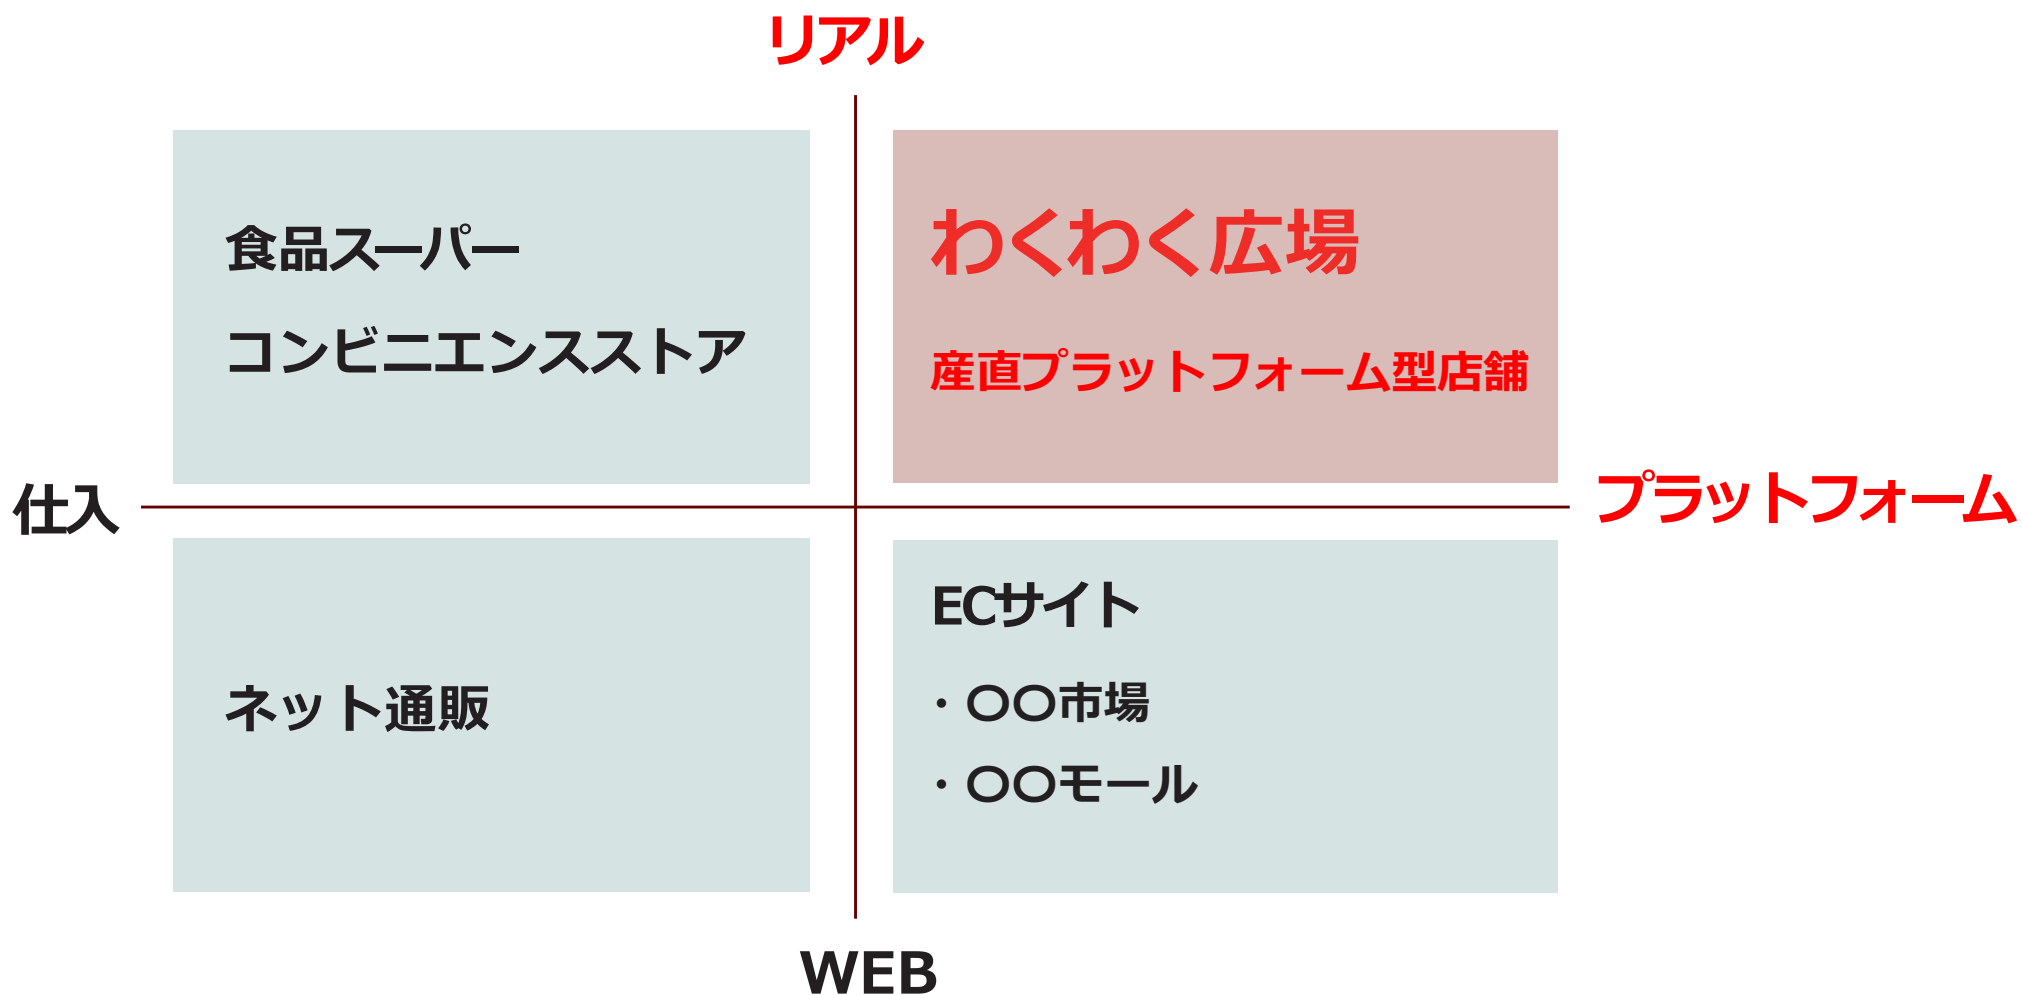 リアル
食品スーパー
コンビニエンスストア
わくわく広場
産直プラットフォーム型店舗
仕入
プラットフォーム
ネット通販
ECサイト
・〇〇市場
・〇〇モール
WEB